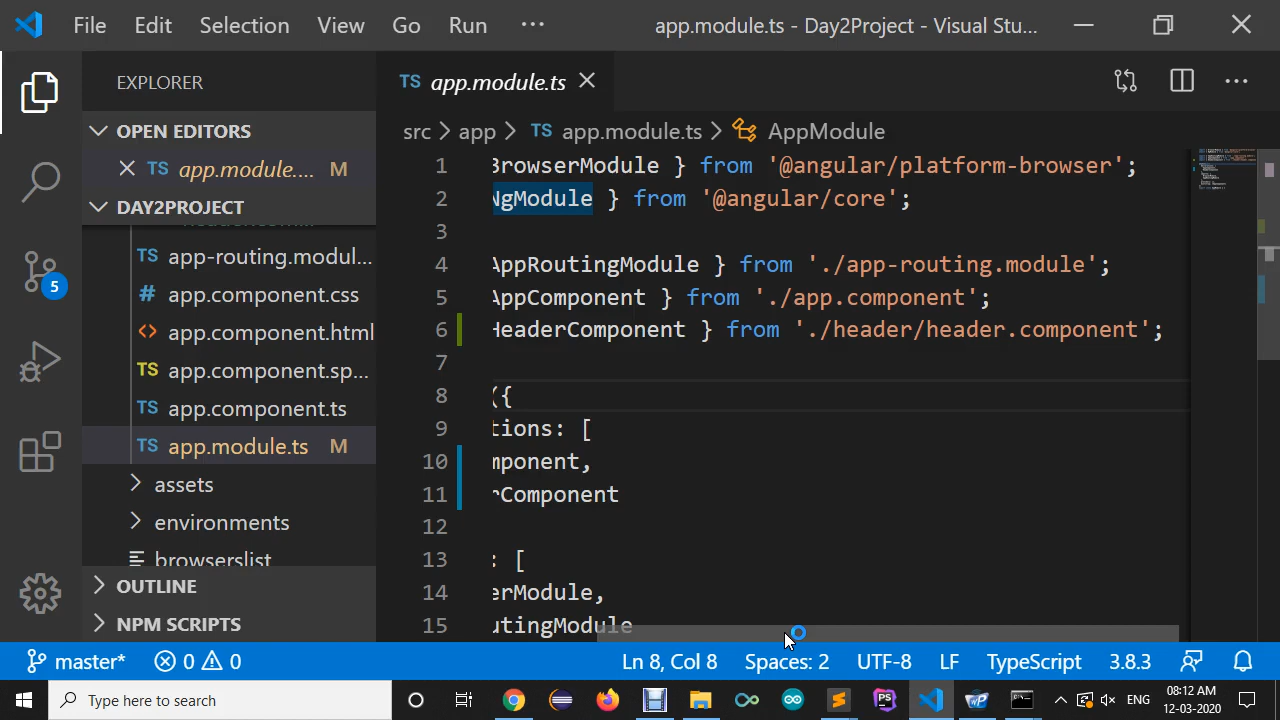 File Edit Selection View Go Run ··· app.module.ts - Day2Project - Visual Stu...
EXPLORER
OPEN EDITORS
TS app.module.... M
DAY2PROJECT
TS app-routing.modul...
# app.component.css
<> app.component.html
TS app.component.sp...
TS app.component.ts
TS app.module.ts M
assets
environments
browserslist
OUTLINE
NPM SCRIPTS
5
TS app.module.ts
src > app > TS app.module.ts > AppModule
1 BrowserModule } from '@angular/platform-browser';
2 NgModule } from '@angular/core';
3
4 AppRoutingModule } from './app-routing.module';
5 AppComponent } from './app.component';
6 HeaderComponent } from './header/header.component';
7
8 ({
9 tions: [
10 mponent,
11 rComponent
12
13 : [
14 erModule,
15 utingModule
master* 0 0 Ln 8, Col 8 Spaces: 2 UTF-8 LF TypeScript 3.8.3
Type here to search
PS
WP
ENG
08:12 AM
12-03-2020